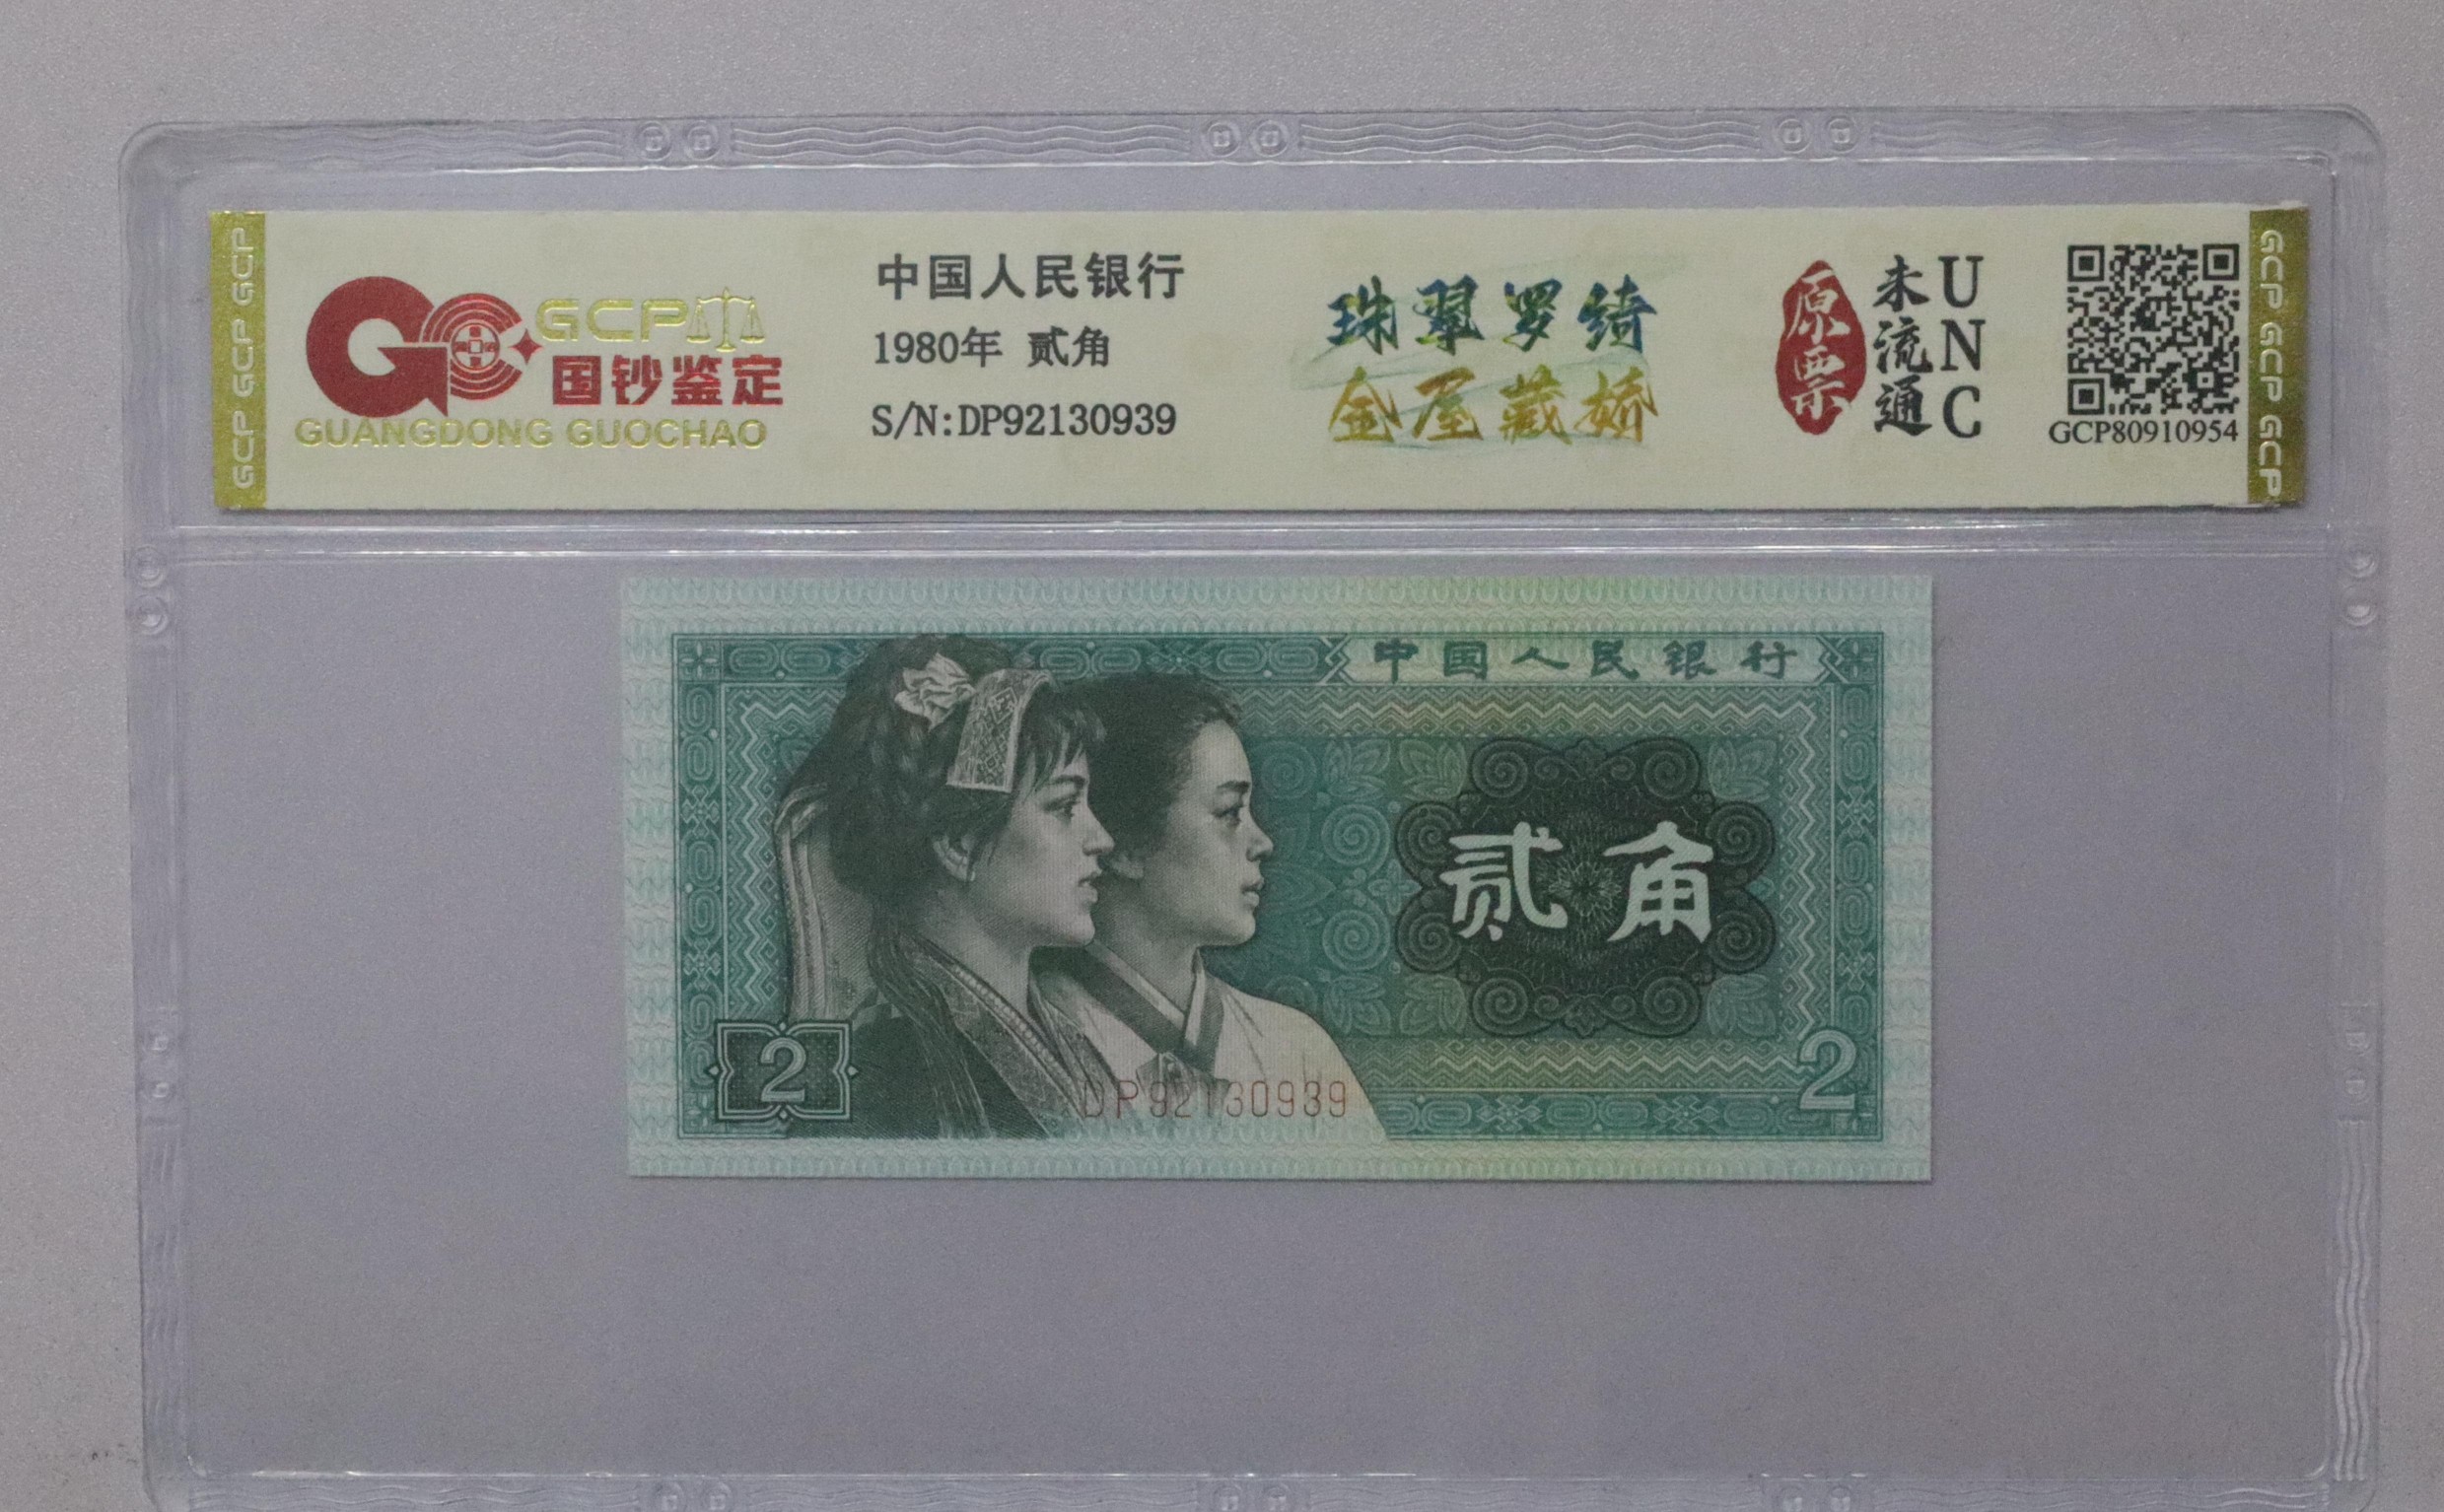 GCP GCP GCP
GCP
国钞鉴定
GUANGDONG GUOCHAO
中国人民银行
1980年 贰角
S/N:DP92130939
珠翠罗绮
金屋藏娇
原票
未流通
UNC
GCP80910954
GCP GCP GCP
中国人民银行
贰角
2
DP92130939
2